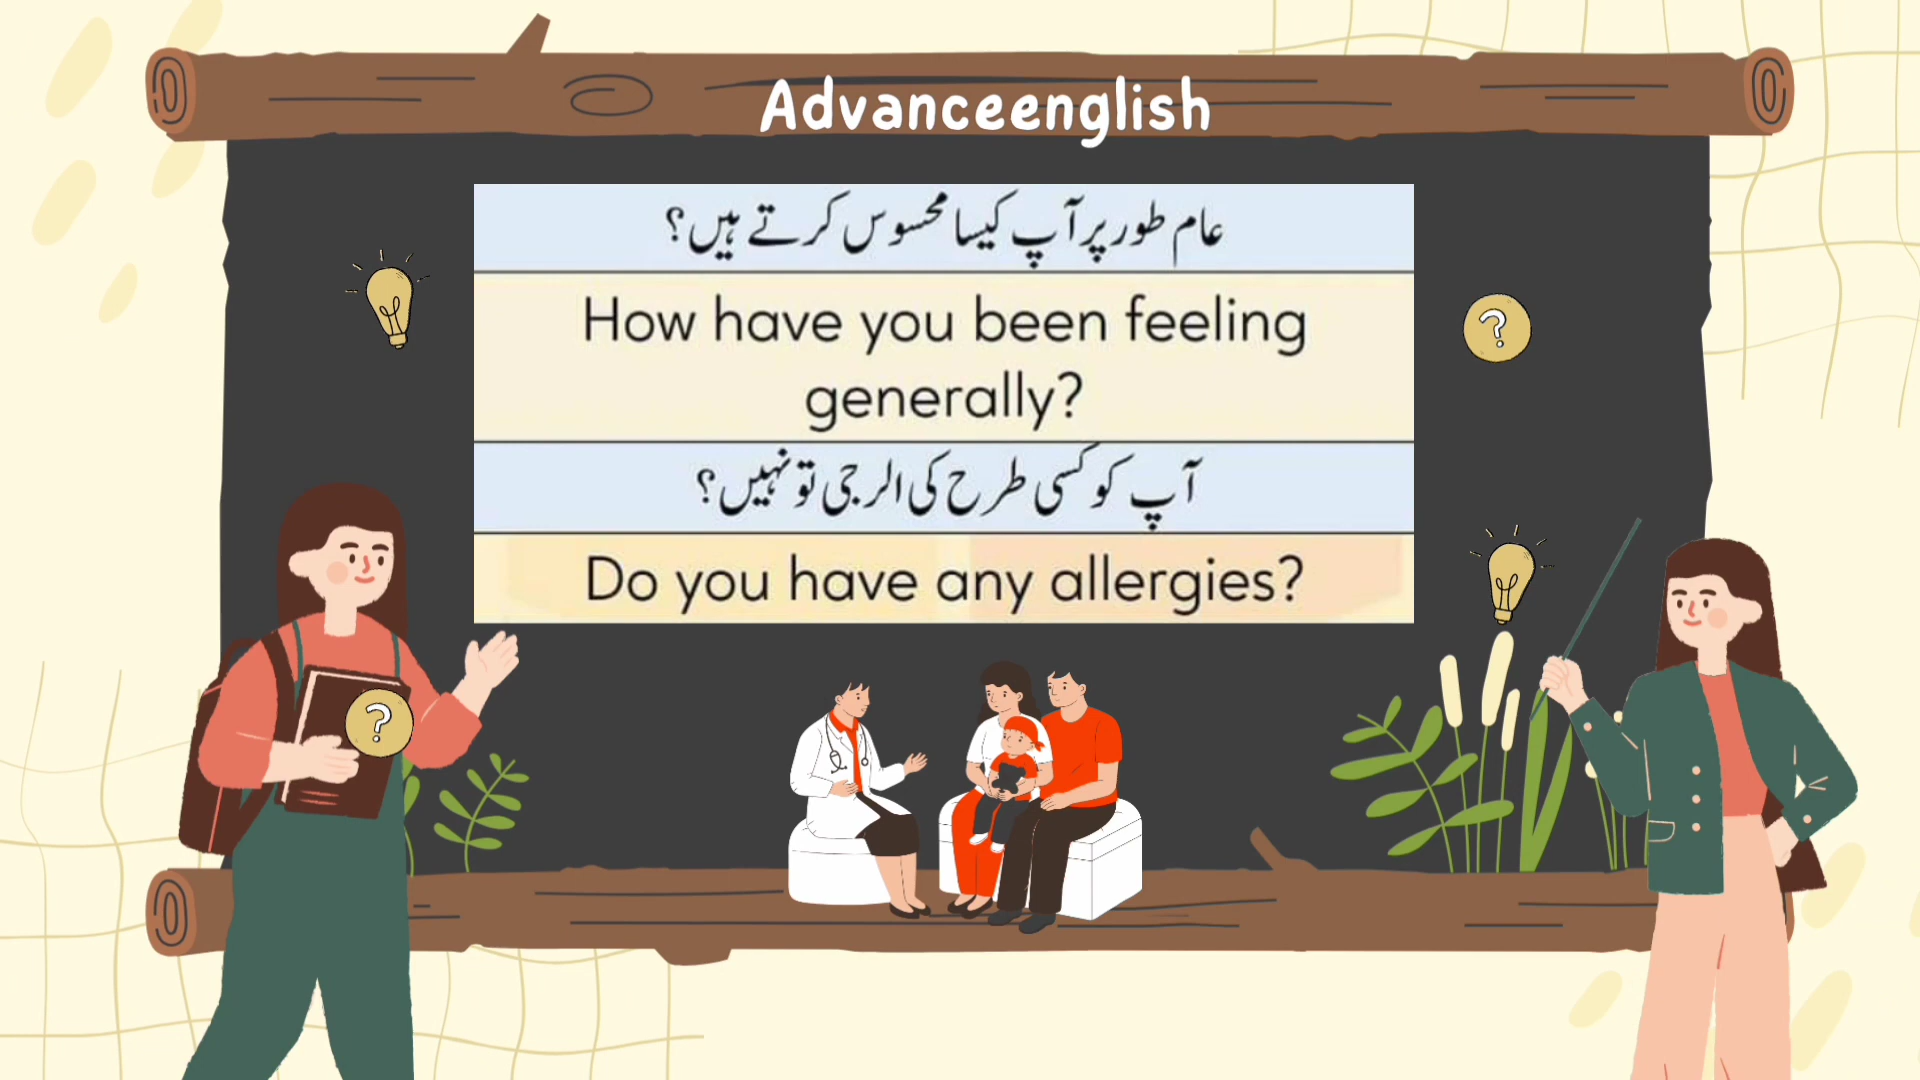 Advanceenglish
عام طور پر آپ کیسا محسوس کرتے ہیں؟
How have you been feeling
generally?
آپ کو کسی طرح کی الرجی تو نہیں؟
Do you have any allergies?
?
?